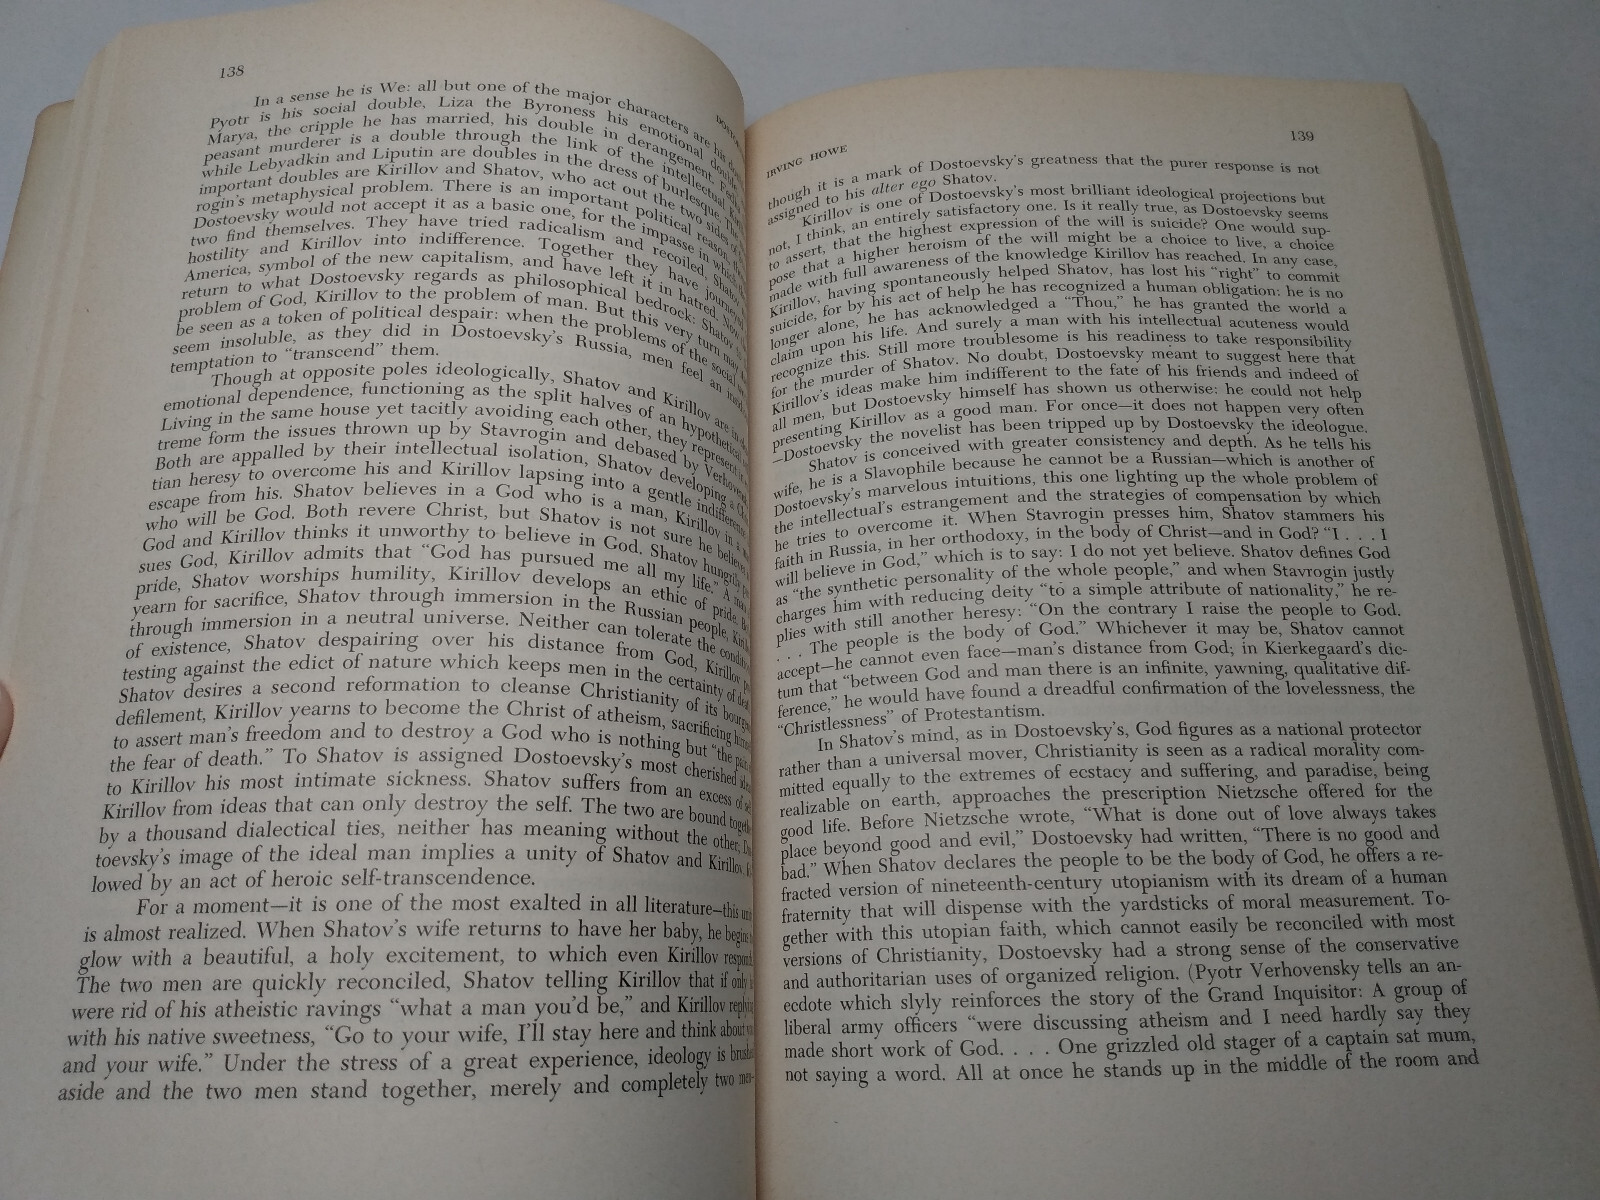 138
In a sense he is We: all but one of the major characters are his doubles.
Pyotr is his social double, Liza the Byroness his emotional double,
Marya, the cripple he has married, his double in derangement,
peasant murderer is a double through the link of the intellectual
while Lebyadkin and Liputin are doubles in the dress of burlesque. The
important doubles are Kirillov and Shatov, who act out the two sides of
rogin's metaphysical problem. There is an important political reason,
Dostoevsky would not accept it as a basic one, for the impasse in which
two find themselves. They have tried radicalism and recoiled, Shatov
hostility and Kirillov into indifference. Together they have journeyed
America, symbol of the new capitalism, and have left it in hatred. Now
return to what Dostoevsky regards as philosophical bedrock: Shatov to
problem of God, Kirillov to the problem of man. But this very turn may
be seen as a token of political despair: when the problems of the social
seem insoluble, as they did in Dostoevsky's Russia, men feel an
temptation to "transcend" them.
Though at opposite poles ideologically, Shatov and Kirillov are in
emotional dependence, functioning as the split halves of an hypothetical
Living in the same house yet tacitly avoiding each other, they represent
treme form the issues thrown up by Stavrogin and debased by
Both are appalled by their intellectual isolation, Shatov developing a
tian heresy to overcome his and Kirillov lapsing into a gentle indifference
escape from his. Shatov believes in a God who is a man, Kirillov in a
who will be God. Both revere Christ, but Shatov is not sure he believes
God and Kirillov thinks it unworthy to believe in God. Shatov hungrily
sues God, Kirillov admits that "God has pursued me all my life." A
pride, Shatov worships humility, Kirillov develops an ethic of pride.
yearn for sacrifice, Shatov through immersion in the Russian people,
through immersion in a neutral universe. Neither can tolerate the
of existence, Shatov despairing over his distance from God, Kirillov
testing against the edict of nature which keeps men in the certainty of
Shatov desires a second reformation to cleanse Christianity of its
defilement, Kirillov yearns to become the Christ of atheism, sacrificing
to assert man's freedom and to destroy a God who is nothing but "the
the fear of death." To Shatov is assigned Dostoevsky's most cherished
to Kirillov his most intimate sickness. Shatov suffers from an excess of
Kirillov from ideas that can only destroy the self. The two are bound together
by a thousand dialectical ties, neither has meaning without the other;
toevsky's image of the ideal man implies a unity of Shatov and Kirillov,
lowed by an act of heroic self-transcendence.
For a moment—it is one of the most exalted in all literature—this
is almost realized. When Shatov's wife returns to have her baby, he begins
glow with a beautiful, a holy excitement, to which even Kirillov
The two men are quickly reconciled, Shatov telling Kirillov that if only
were rid of his atheistic ravings "what a man you'd be," and Kirillov replying
with his native sweetness, "Go to your wife, I'll stay here and think about
and your wife." Under the stress of a great experience, ideology is
aside and the two men stand together, merely and completely two men—
IRVING HOWE
139
though it is a mark of Dostoevsky's greatness that the purer response is not
assigned to his alter ego Shatov.
Kirillov is one of Dostoevsky's most brilliant ideological projections but
not, I think, an entirely satisfactory one. Is it really true, as Dostoevsky seems
to assert, that the highest expression of the will is suicide? One would sup-
pose that a higher heroism of the will might be a choice to live, a choice
made with full awareness of the knowledge Kirillov has reached. In any case,
Kirillov, having spontaneously helped Shatov, has lost his "right" to commit
suicide, for by his act of help he has recognized a human obligation: he is no
longer alone, he has acknowledged a "Thou," he has granted the world a
claim upon his life. And surely a man with his intellectual acuteness would
recognize this. Still more troublesome is his readiness to take responsibility
for the murder of Shatov. No doubt, Dostoevsky meant to suggest here that
Kirillov's ideas make him indifferent to the fate of his friends and indeed of
all men, but Dostoevsky himself has shown us otherwise: he could not help
presenting Kirillov as a good man. For once—it does not happen very often
–Dostoevsky the novelist has been tripped up by Dostoevsky the ideologue.
Shatov is conceived with greater consistency and depth. As he tells his
wife, he is a Slavophile because he cannot be a Russian—which is another of
Dostoevsky's marvelous intuitions, this one lighting up the whole problem of
the intellectual's estrangement and the strategies of compensation by which
he tries to overcome it. When Stavrogin presses him, Shatov stammers his
faith in Russia, in her orthodoxy, in the body of Christ—and in God? "I . . . I
will believe in God," which is to say: I do not yet believe. Shatov defines God
as "the synthetic personality of the whole people," and when Stavrogin justly
charges him with reducing deity "to a simple attribute of nationality," he re-
plies with still another heresy: "On the contrary I raise the people to God.
. . . The people is the body of God." Whichever it may be, Shatov cannot
accept—he cannot even face—man's distance from God; in Kierkegaard's dic-
tum that "between God and man there is an infinite, yawning, qualitative dif-
ference," he would have found a dreadful confirmation of the lovelessness, the
"Christlessness" of Protestantism.
In Shatov's mind, as in Dostoevsky's, God figures as a national protector
rather than a universal mover, Christianity is seen as a radical morality com-
mitted equally to the extremes of ecstacy and suffering, and paradise, being
realizable on earth, approaches the prescription Nietzsche offered for the
good life. Before Nietzsche wrote, "What is done out of love always takes
place beyond good and evil," Dostoevsky had written, "There is no good and
bad." When Shatov declares the people to be the body of God, he offers a re-
fracted version of nineteenth-century utopianism with its dream of a human
fraternity that will dispense with the yardsticks of moral measurement. To-
gether with this utopian faith, which cannot easily be reconciled with most
versions of Christianity, Dostoevsky had a strong sense of the conservative
and authoritarian uses of organized religion. (Pyotr Verhovensky tells an an-
ecdote which slyly reinforces the story of the Grand Inquisitor: A group of
liberal army officers "were discussing atheism and I need hardly say they
made short work of God. . . . One grizzled old stager of a captain sat mum,
not saying a word. All at once he stands up in the middle of the room and